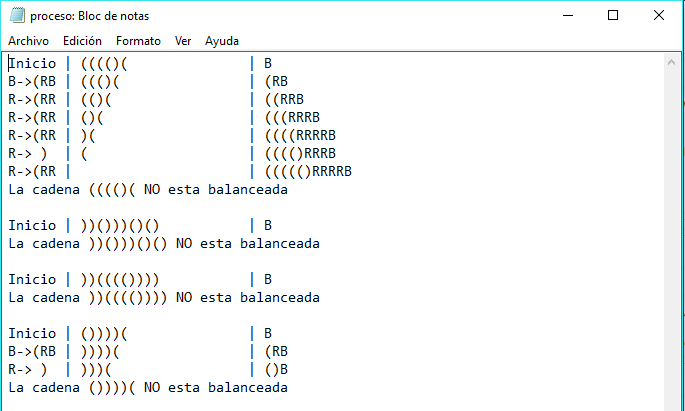 proceso: Bloc de notas
Archivo Edición Formato Ver Ayuda
Inicio | (((()( | B
B->(RB | ((()( | (RB
R->(RR | (()( | ((RRB
R->(RR | ()( | (((RRRB
R->(RR | )( | ((((RRRRB
R-> ) | ( | (((()RRRB
R->(RR | | ((((()RRRRB
La cadena (((()( NO esta balanceada
Inicio | ))()))()() | B
La cadena ))()))()() NO esta balanceada
Inicio | ))(((()))) | B
La cadena ))(((()))) NO esta balanceada
Inicio | ())))( | B
B->(RB | ))))( | (RB
R-> ) | )))( | ()B
La cadena ())))( NO esta balanceada